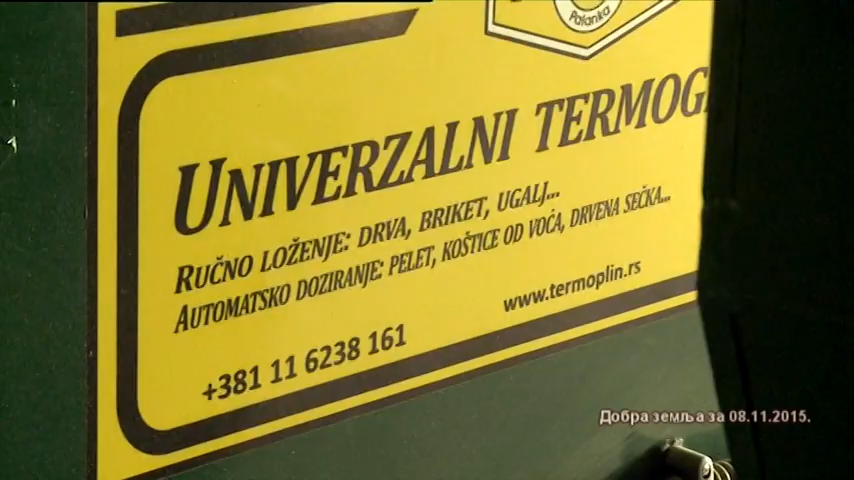 Palanka
UNIVERZALNI TERMOG
RUČNO LOŽENJE: DRVA, BRIKET, UGALJ...
AUTOMATSKO DOZIRANJE: PELET, KOŠTICE OD VOĆA, DRVENA SEČKA...
www.termoplin.rs
+381 11 6238 161
Добра земља за 08.11.2015.